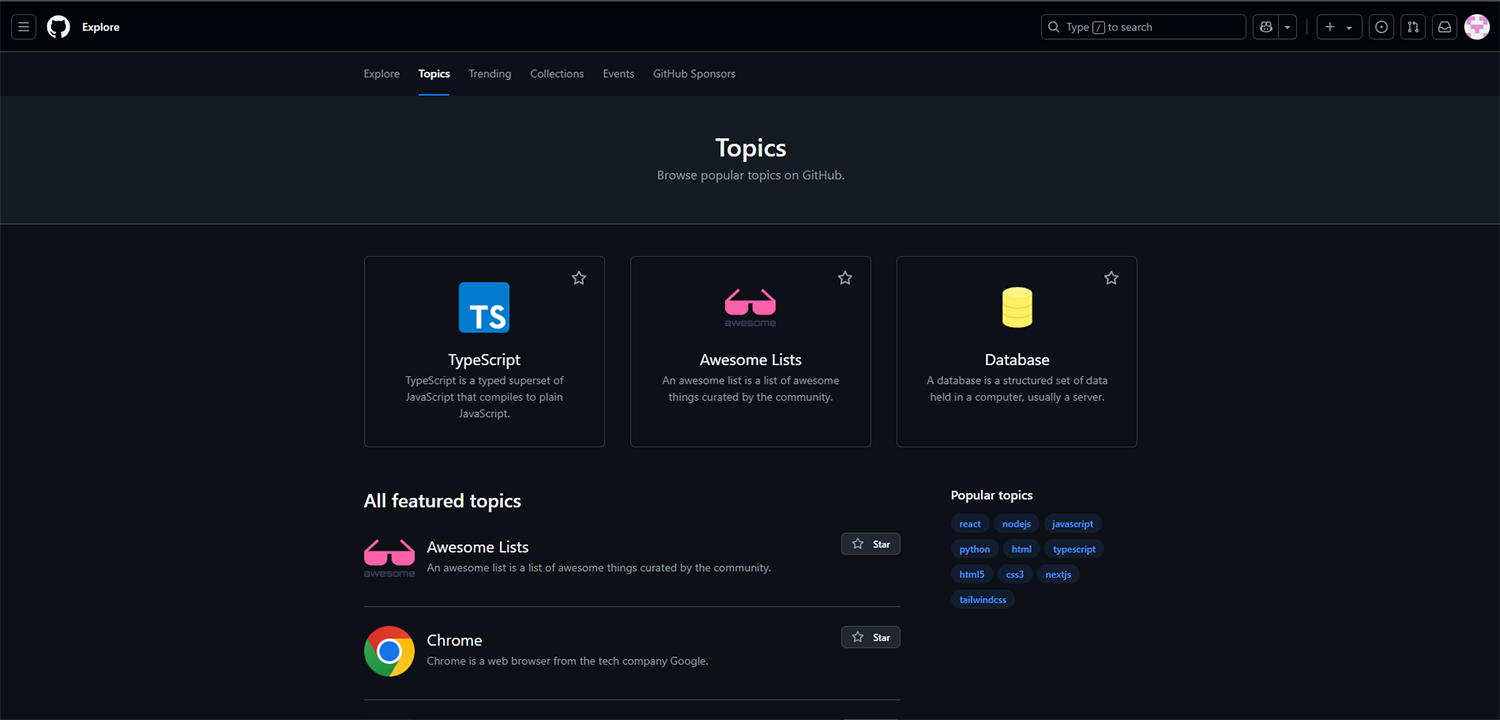 Explore
Type / to search
Explore Topics Trending Collections Events GitHub Sponsors
Topics
Browse popular topics on GitHub.
TS
TypeScript
TypeScript is a typed superset of
JavaScript that compiles to plain
JavaScript.
awesome
Awesome Lists
An awesome list is a list of awesome
things curated by the community.
Database
A database is a structured set of data
held in a computer, usually a server.
All featured topics
awesome
Awesome Lists
An awesome list is a list of awesome things curated by the community.
Star
Chrome
Chrome is a web browser from the tech company Google.
Star
Popular topics
react nodejs javascript
python html typescript
html5 css3 nextjs
tailwindcss